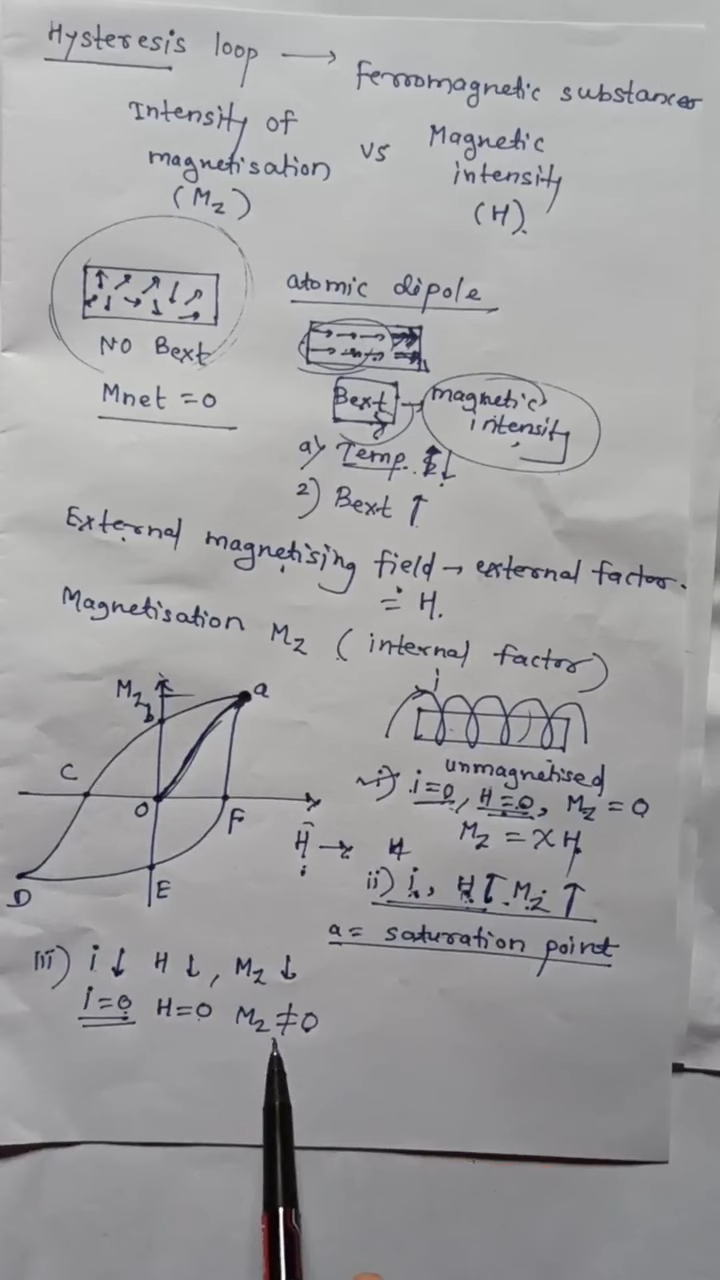 Hysteresis loop → Ferromagnetic substances
Intensity of magnetisation (Mz) vs Magnetic intensity (H).
NO Bext
Mnet = 0
atomic dipole
Bext → magnetic intensity
a) Temp. ↓
2) Bext ↑
External magnetising field → external factor.
= H.
Magnetisation Mz (internal factor)
Mz
b
a
C
O
F
H
i
D
E
i
unmagnetised
i) i=0, H=0, Mz = 0
Mz = χH
ii) i, H↑ Mz ↑
a = saturation point
III) i ↓ H ↓, Mz ↓
i=0 H=0 Mz ≠ 0